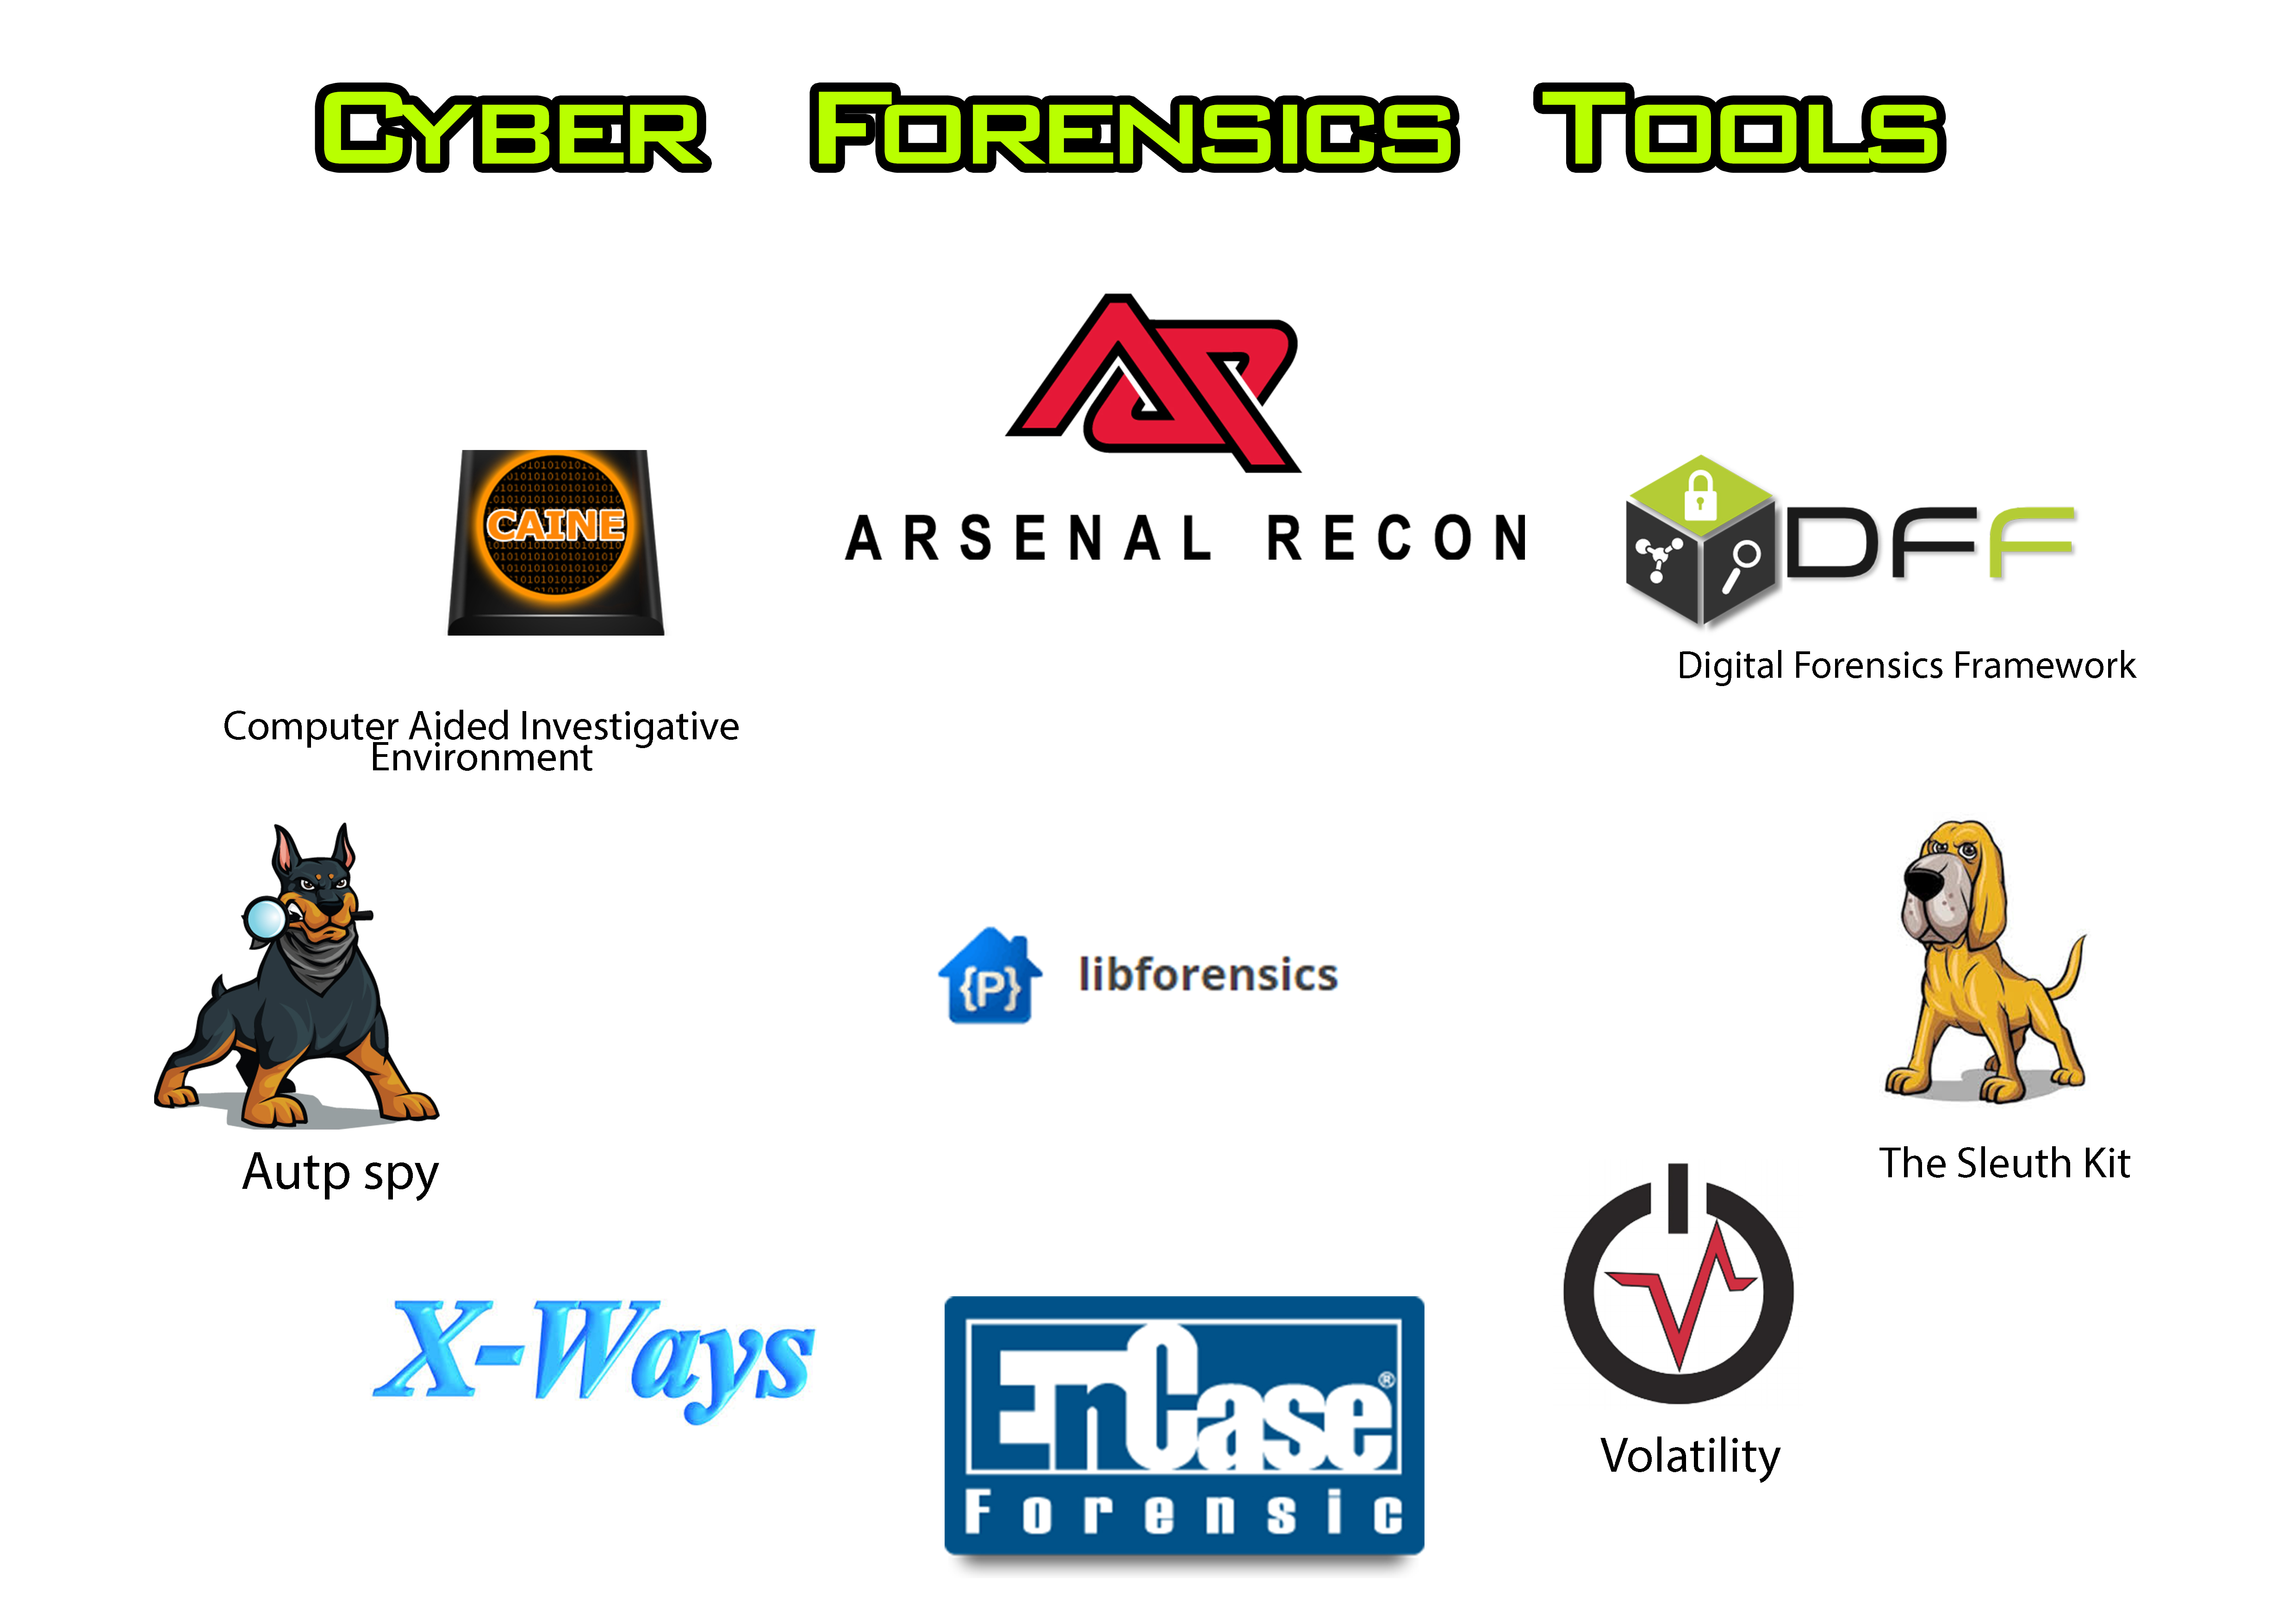 Cyber Forensics Tools
ARSENAL RECON
CAINE
DFF
Digital Forensics Framework
Computer Aided Investigative
Environment
{P} libforensics
Autp spy
The Sleuth Kit
X-Ways
EnCase®
Forensic
Volatility